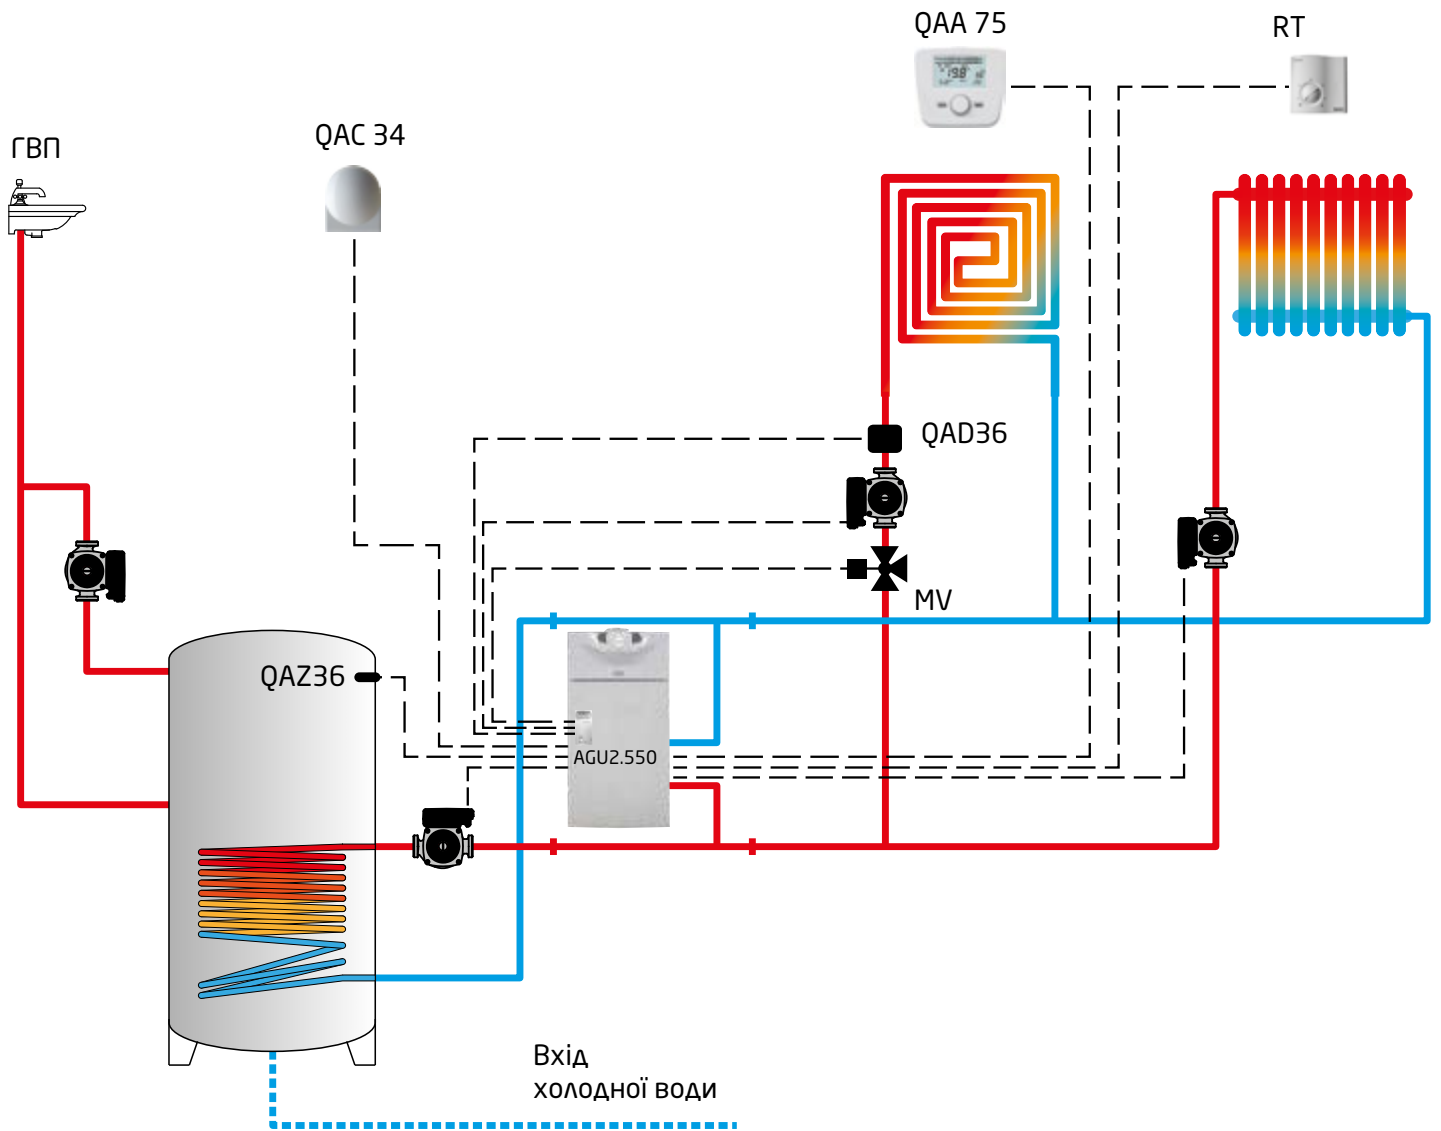 QAA 75
RT
ГВП
QAC 34
QAD36
MV
QAZ36
AGU2.550
Вхід
холодної води